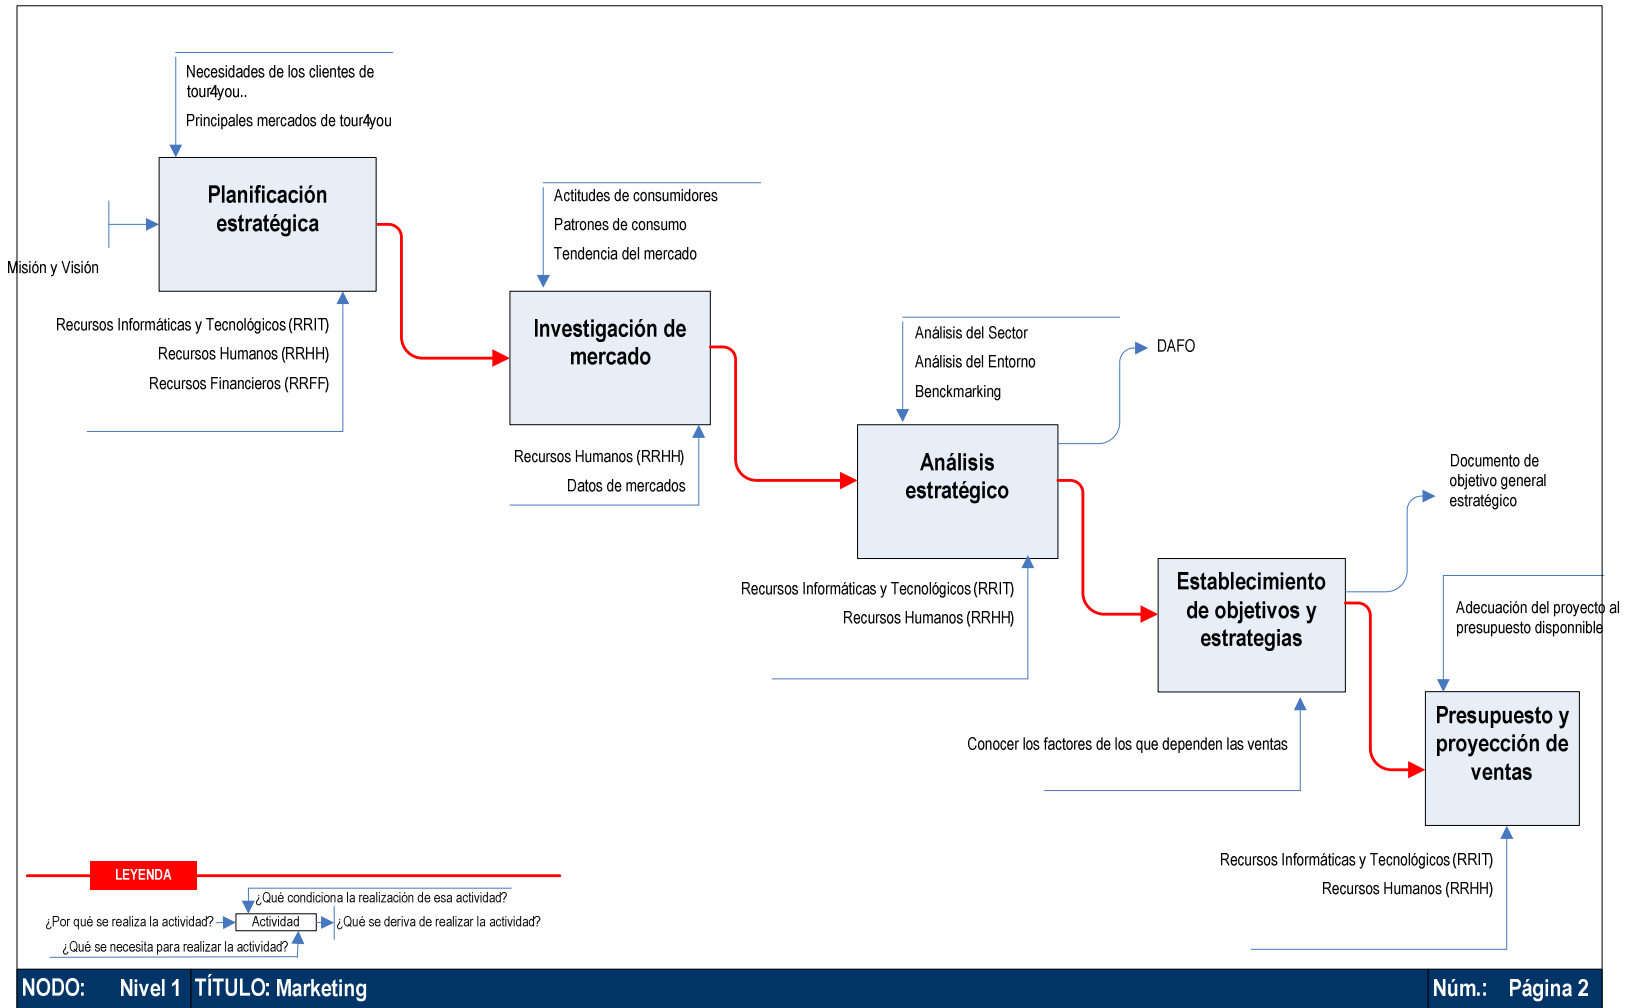 Necesidades de los clientes de
tour4you..
Principales mercados de tour4you
Planificación
estratégica
Misión y Visión
Recursos Informáticas y Tecnológicos (RRIT)
Recursos Humanos (RRHH)
Recursos Financieros (RRFF)
Actitudes de consumidores
Patrones de consumo
Tendencia del mercado
Investigación de
mercado
Recursos Humanos (RRHH)
Datos de mercados
Análisis del Sector
Análisis del Entorno
Benckmarking
DAFO
Análisis
estratégico
Recursos Informáticas y Tecnológicos (RRIT)
Recursos Humanos (RRHH)
Documento de
objetivo general
estratégico
Establecimiento
de objetivos y
estrategias
Conocer los factores de los que dependen las ventas
Adecuación del proyecto al
presupuesto disponnible
Presupuesto y
proyección de
ventas
Recursos Informáticas y Tecnológicos (RRIT)
Recursos Humanos (RRHH)
LEYENDA
¿Qué condiciona la realización de esa actividad?
¿Por qué se realiza la actividad?
Actividad
¿Qué se deriva de realizar la actividad?
¿Qué se necesita para realizar la actividad?
NODO: Nivel 1 TÍTULO: Marketing Núm.: Página 2